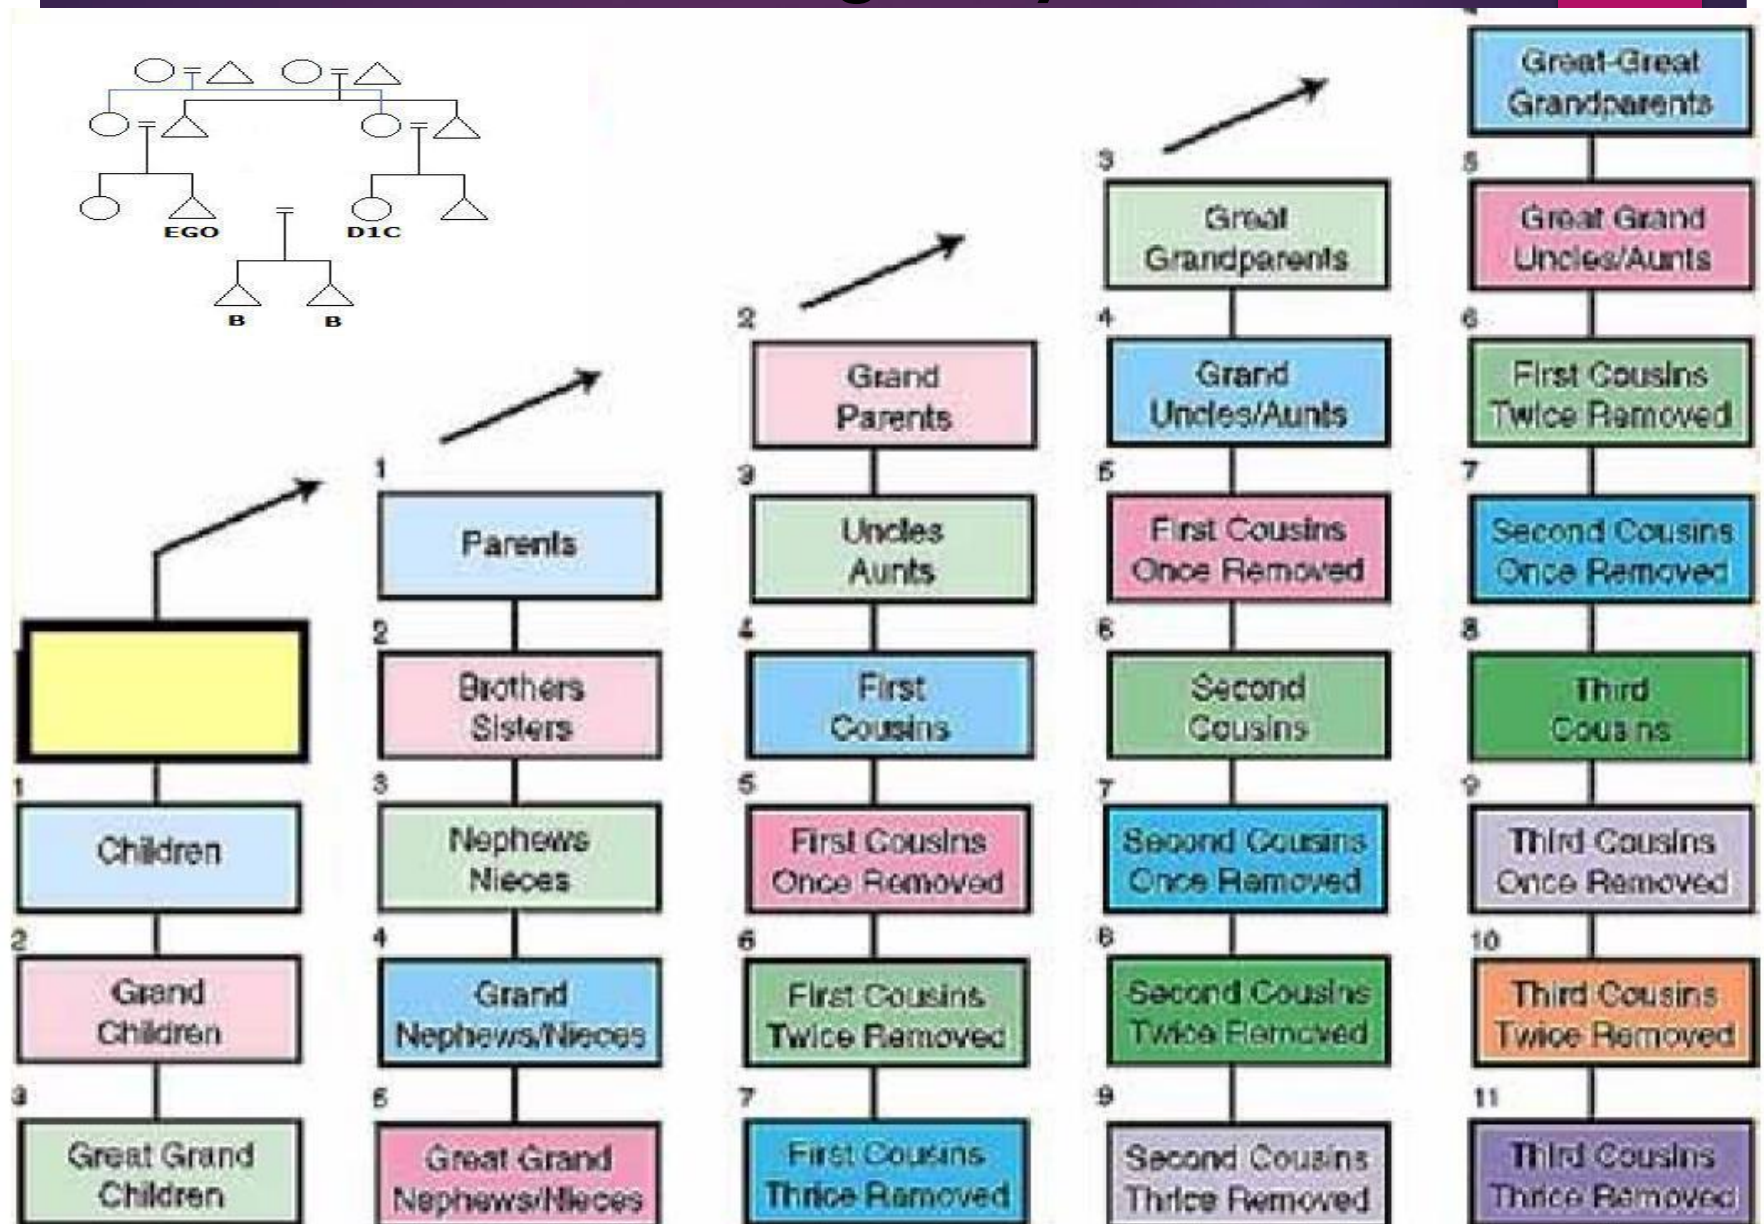 EGO
D1C
B
B
1
Children
2
Grand
Children
3
Great Grand
Children
1
Parents
2
Brothers
Sisters
3
Nephews
Nieces
4
Grand
Nephews/Nieces
5
Great Grand
Nephews/Nieces
2
Grand
Parents
3
Uncles
Aunts
4
First
Cousins
5
First Cousins
Once Removed
6
First Cousins
Twice Removed
7
First Cousins
Thrice Removed
3
Great
Grandparents
4
Grand
Uncles/Aunts
5
First Cousins
Once Removed
6
Second
Cousins
7
Second Cousins
Once Removed
8
Second Cousins
Twice Removed
9
Second Cousins
Thrice Removed
Great-Great
Grandparents
5
Great Grand
Uncles/Aunts
6
First Cousins
Twice Removed
7
Second Cousins
Once Removed
8
Third
Cousins
9
Third Cousins
Once Removed
10
Third Cousins
Twice Removed
11
Third Cousins
Thrice Removed